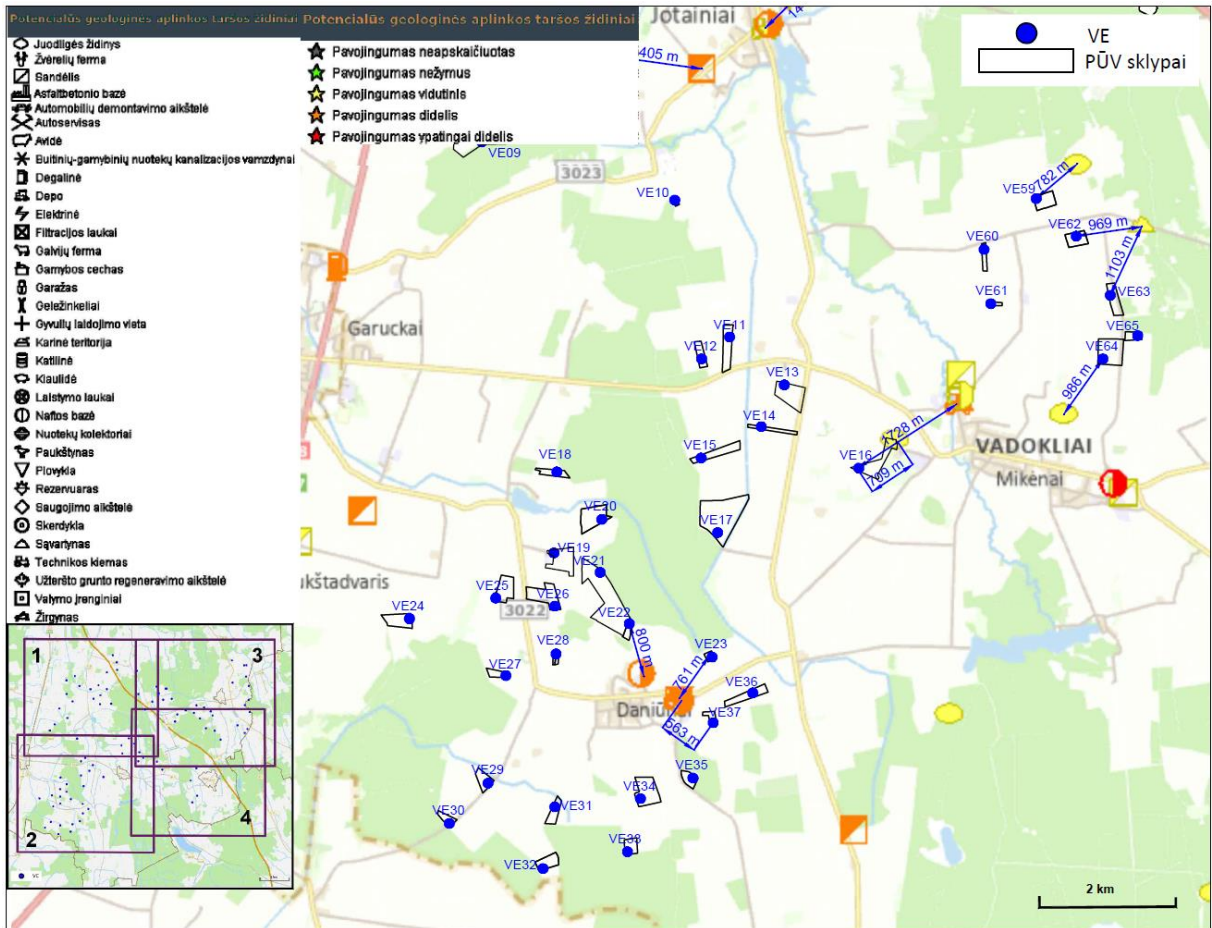 Potencialūs geologinės aplinkos taršos židiniai
Juodligės židinys
Žvėrelių ferma
Sandėlis
Asfaltbetonio bazė
Automobilių demontavimo aikštelė
Autoservisas
Avidė
Buitinių-gamybinių nuotekų kanalizacijos vamzdynai
Degalinė
Depo
Elektrinė
Filtracijos laukai
Galvijų ferma
Gamybos cechas
Garažas
Geležinkeliai
Gyvulių laidojimo vieta
Karinė teritorija
Katilinė
Kiaulidė
Laistymo laukai
Naftos bazė
Nuotekų kolektoriai
Paukštynas
Plovykla
Rezervuaras
Saugojimo aikštelė
Skerdykla
Sąvartynas
Technikos kiemas
Užteršto grunto regeneravimo aikštelė
Valymo įrenginiai
Žirgynas
Potencialūs geologinės aplinkos taršos židiniai
Pavojingumas neapskaičiuotas
Pavojingumas nežymus
Pavojingumas vidutinis
Pavojingumas didelis
Pavojingumas ypatingai didelis
VE
PŪV sklypai
Jotainiai
14
405 m
VE09
3023
VE10
VE59
782 m
VE62
969 m
VE60
1103 m
VE61
VE63
VE65
VE64
986 m
Garuckai
VE11
VE12
VE13
VE14
VE15
VE16
1728 m
709 m
VADOKLIAI
Mikėnai
VE18
VE20
VE17
VE19
VE21
ukštadvaris
VE25
VE26
3022
VE24
VE22
VE28
800 m
VE23
VE27
761 m
VE36
VE37
563 m
VE29
VE34
VE35
VE30
VE31
VE33
VE32
1
3
4
2
VE
2 km